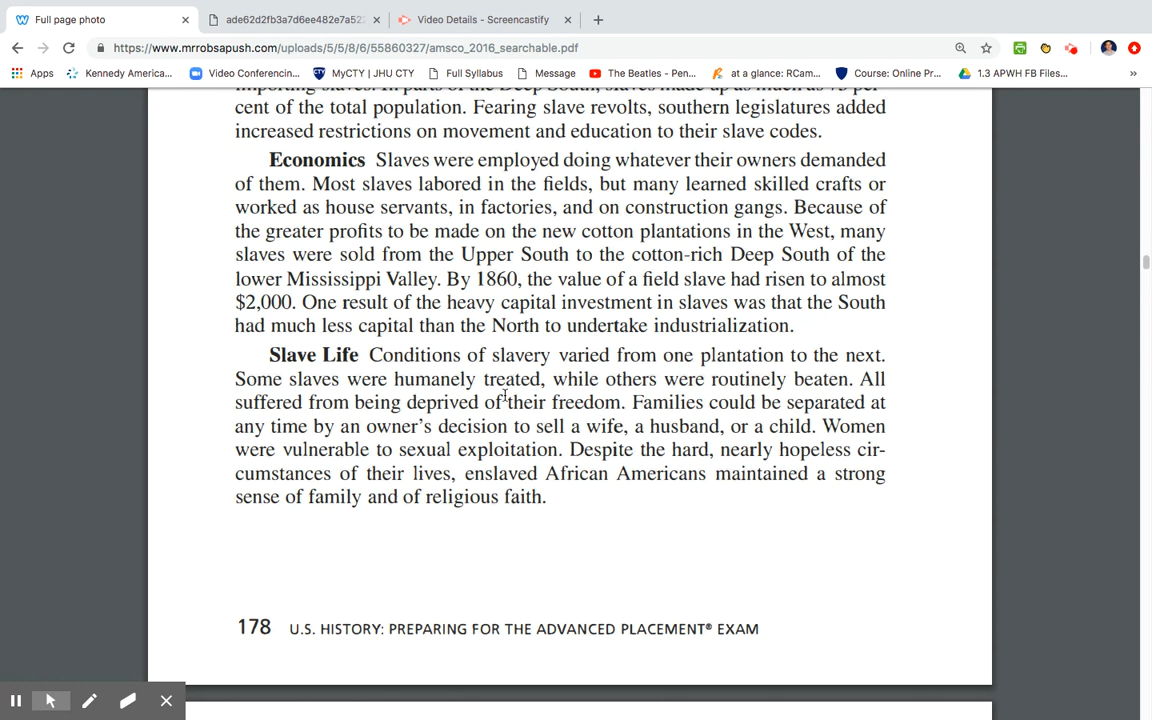 Full page photo
ade62d2fb3a7d6ee482e7a522
Video Details - Screencastify
https://www.mrrobsapush.com/uploads/5/5/8/6/55860327/amsco_2016_searchable.pdf
Apps
Kennedy America...
Video Conferencin...
MyCTY | JHU CTY
Full Syllabus
Message
The Beatles - Pen...
at a glance: RCam...
Course: Online Pr...
1.3 APWH FB Files...
»
cent of the total population. Fearing slave revolts, southern legislatures added
increased restrictions on movement and education to their slave codes.
Economics Slaves were employed doing whatever their owners demanded
of them. Most slaves labored in the fields, but many learned skilled crafts or
worked as house servants, in factories, and on construction gangs. Because of
the greater profits to be made on the new cotton plantations in the West, many
slaves were sold from the Upper South to the cotton-rich Deep South of the
lower Mississippi Valley. By 1860, the value of a field slave had risen to almost
$2,000. One result of the heavy capital investment in slaves was that the South
had much less capital than the North to undertake industrialization.
Slave Life Conditions of slavery varied from one plantation to the next.
Some slaves were humanely treated, while others were routinely beaten. All
suffered from being deprived of their freedom. Families could be separated at
any time by an owner's decision to sell a wife, a husband, or a child. Women
were vulnerable to sexual exploitation. Despite the hard, nearly hopeless cir-
cumstances of their lives, enslaved African Americans maintained a strong
sense of family and of religious faith.
178 U.S. HISTORY: PREPARING FOR THE ADVANCED PLACEMENT® EXAM